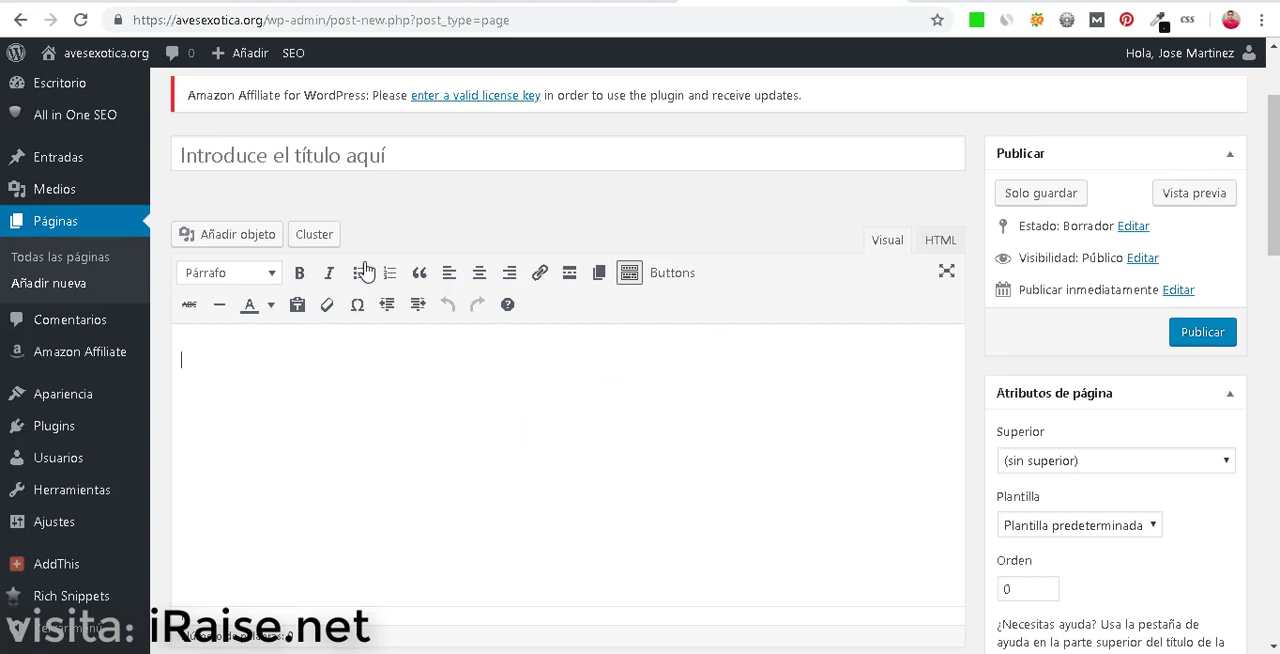 https://avesexotica.org/wp-admin/post-new.php?post_type=page
avesexotica.org 0 Añadir SEO Hola, Jose Martinez
Escritorio
All in One SEO
Entradas
Medios
Páginas
Todas las páginas
Añadir nueva
Comentarios
Amazon Affiliate
Apariencia
Plugins
Usuarios
Herramientas
Ajustes
AddThis
Rich Snippets
Amazon Affiliate for WordPress: Please enter a valid license key in order to use the plugin and receive updates.
Introduce el título aquí
Añadir objeto Cluster
Visual HTML
Párrafo B I Buttons
ABC A Ω
Número de palabras: 0
Publicar
Solo guardar Vista previa
Estado: Borrador Editar
Visibilidad: Público Editar
Publicar inmediatamente Editar
Publicar
Atributos de página
Superior
(sin superior)
Plantilla
Plantilla predeterminada
Orden
0
¿Necesitas ayuda? Usa la pestaña de
ayuda en la parte superior del título de la
visita: iRaise.net